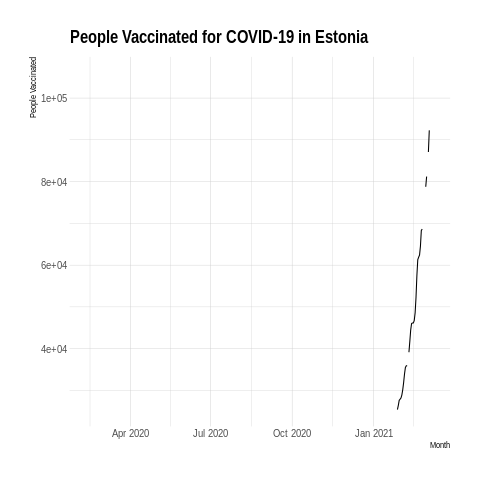 People Vaccinated for COVID-19 in Estonia
People Vaccinated
1e+05
8e+04
6e+04
4e+04
Apr 2020 Jul 2020 Oct 2020 Jan 2021
Month